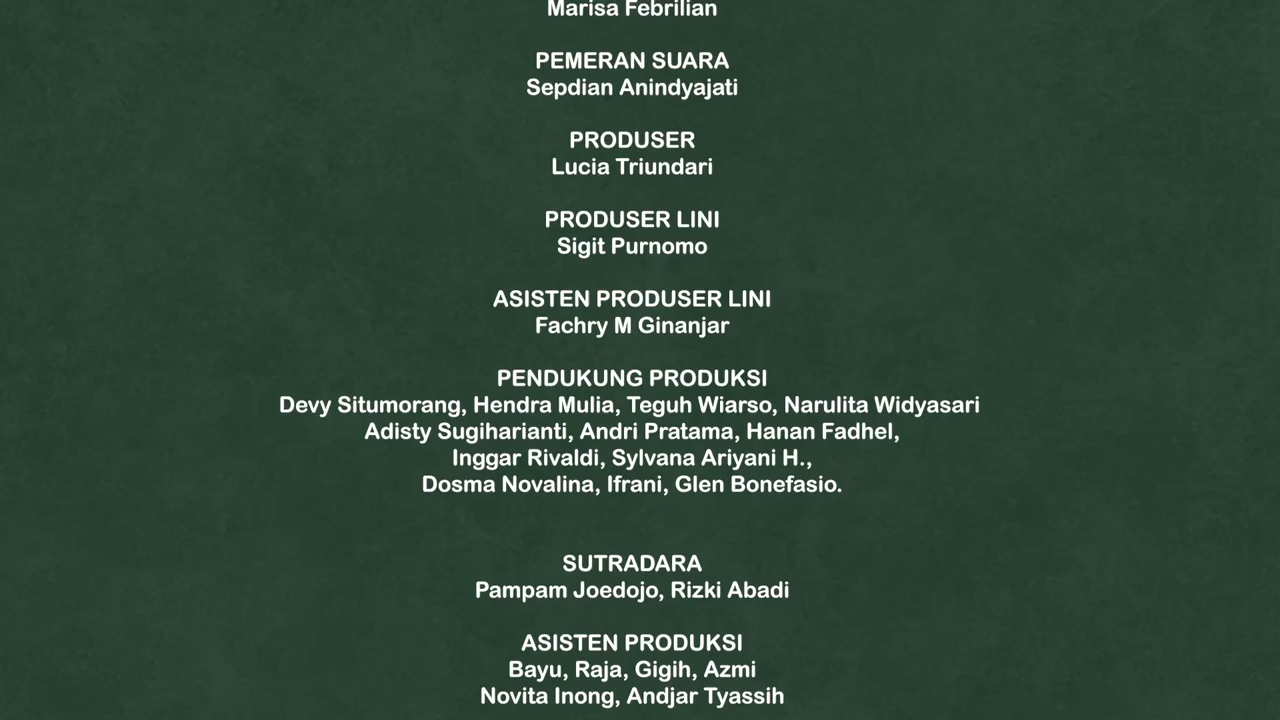 Marisa Febrilian
PEMERAN SUARA
Sepdian Anindyajati
PRODUSER
Lucia Triundari
PRODUSER LINI
Sigit Purnomo
ASISTEN PRODUSER LINI
Fachry M Ginanjar
PENDUKUNG PRODUKSI
Devy Situmorang, Hendra Mulia, Teguh Wiarso, Narulita Widyasari
Adisty Sugiharianti, Andri Pratama, Hanan Fadhel,
Inggar Rivaldi, Sylvana Ariyani H.,
Dosma Novalina, Ifrani, Glen Bonefasio.
SUTRADARA
Pampam Joedojo, Rizki Abadi
ASISTEN PRODUKSI
Bayu, Raja, Gigih, Azmi
Novita Inong, Andjar Tyassih